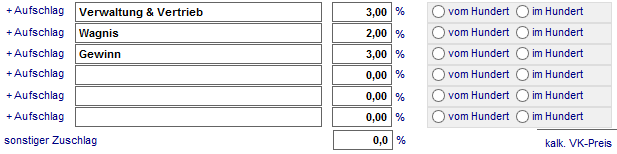 + Aufschlag Verwaltung & Vertrieb 3,00 % vom Hundert im Hundert
+ Aufschlag Wagnis 2,00 % vom Hundert im Hundert
+ Aufschlag Gewinn 3,00 % vom Hundert im Hundert
+ Aufschlag 0,00 % vom Hundert im Hundert
+ Aufschlag 0,00 % vom Hundert im Hundert
+ Aufschlag 0,00 % vom Hundert im Hundert
sonstiger Zuschlag 0,0 % kalk. VK-Preis